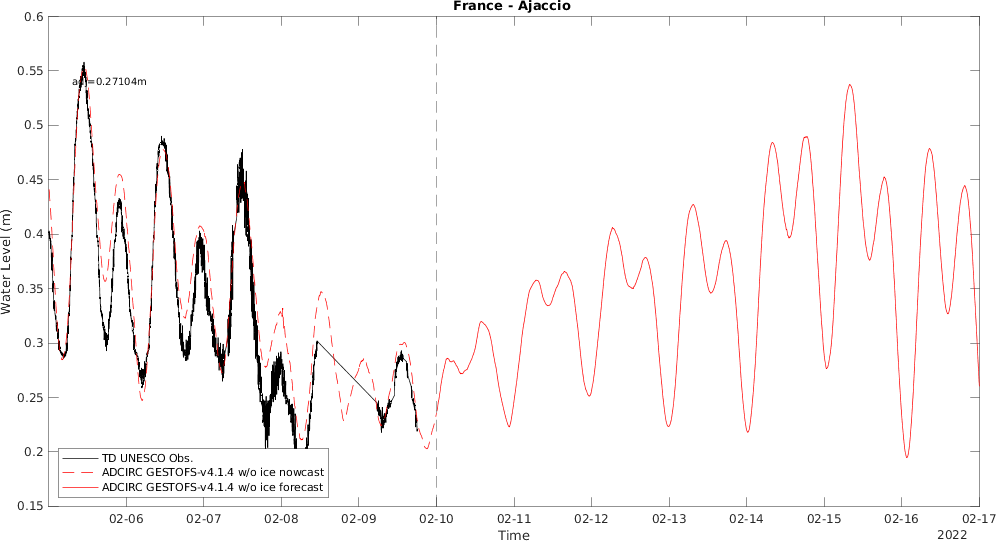 France - Ajaccio
0.6
0.55
0.5
0.45
0.4
0.35
0.3
0.25
0.2
0.15
Water Level (m)
=0.27104m
TD UNESCO Obs.
ADCIRC GESTOFS-v4.1.4 w/o ice nowcast
ADCIRC GESTOFS-v4.1.4 w/o ice forecast
02-06 02-07 02-08 02-09 02-10 02-11 02-12 02-13 02-14 02-15 02-16 02-17
Time
2022